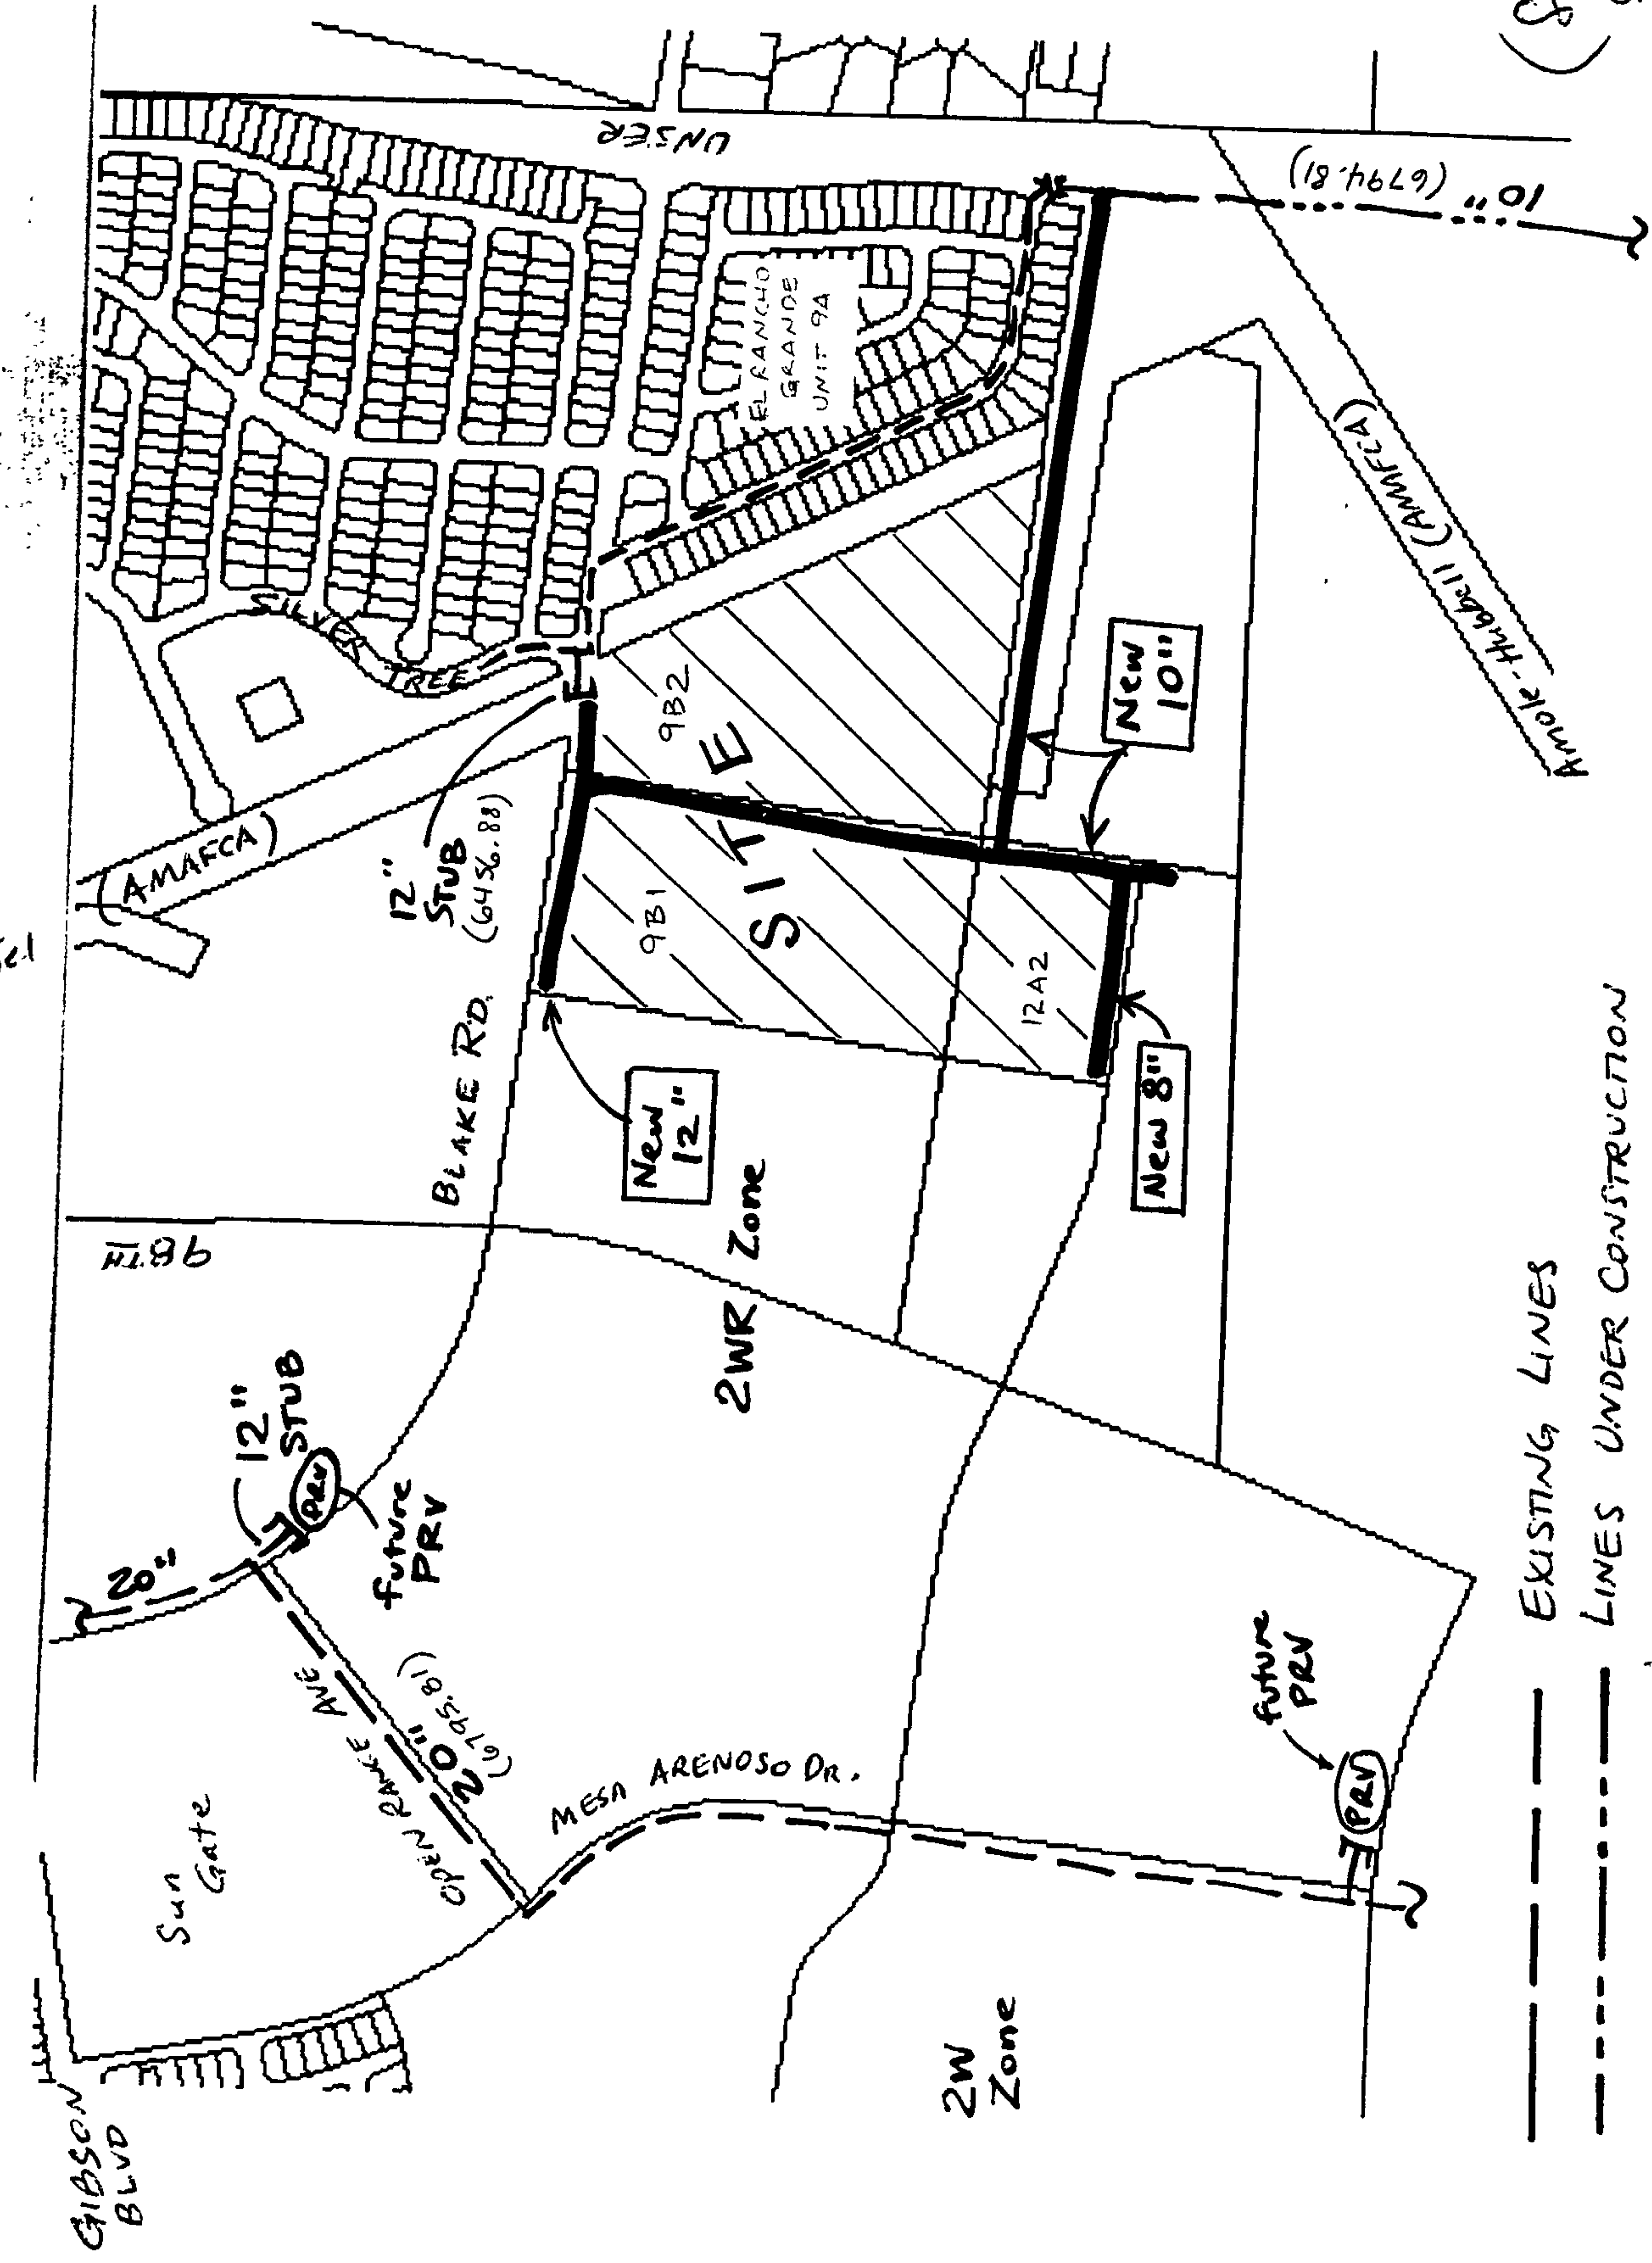 GIBSON
BLVD
Sun
Gate
20"
12"
STUB
PRV
future
PRV
OPEN RANGE AVE
20"
(6795.81)
MESA ARENOSO DR.
98TH
BLAKE RD.
(AMAFCA)
12"
STUB
(6456.88)
SILVER
TREE
UNSER
EL RANCHO
GRANDE
UNIT 9A
New
12"
9B1
9B2
SITE
12A2
New
10"
New 8"
2WR Zone
2W
Zone
future
PRV
PRV
10" (6794.81)
Amole-Hubbell (AMAFCA)
EXISTING LINES
LINES UNDER CONSTRUCTION